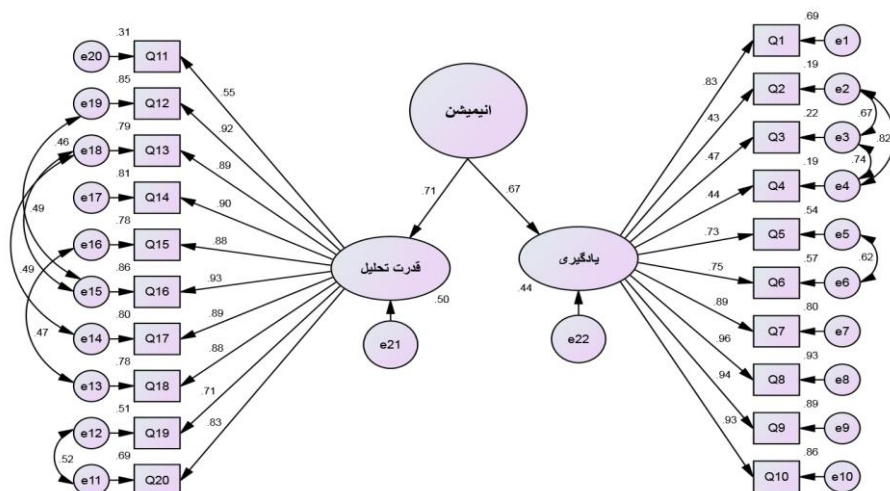 انیمیشن
.71
.67
قدرت تحلیل
.50
e21
یادگیری
.44
e22
.31
e20
Q11
.55
.85
e19
Q12
.92
.79
e18
Q13
.89
.81
e17
Q14
.90
.78
e16
Q15
.88
.86
e15
Q16
.93
.80
e14
Q17
.89
.78
e13
Q18
.88
.51
e12
Q19
.71
.69
e11
Q20
.83
.46
.49
.49
.47
.52
.69
Q1
e1
.83
.19
Q2
e2
.43
.22
Q3
e3
.47
.19
Q4
e4
.44
.54
Q5
e5
.73
.57
Q6
e6
.75
.80
Q7
e7
.89
.93
Q8
e8
.96
.89
Q9
e9
.94
.86
Q10
e10
.93
.67
.82
.74
.62